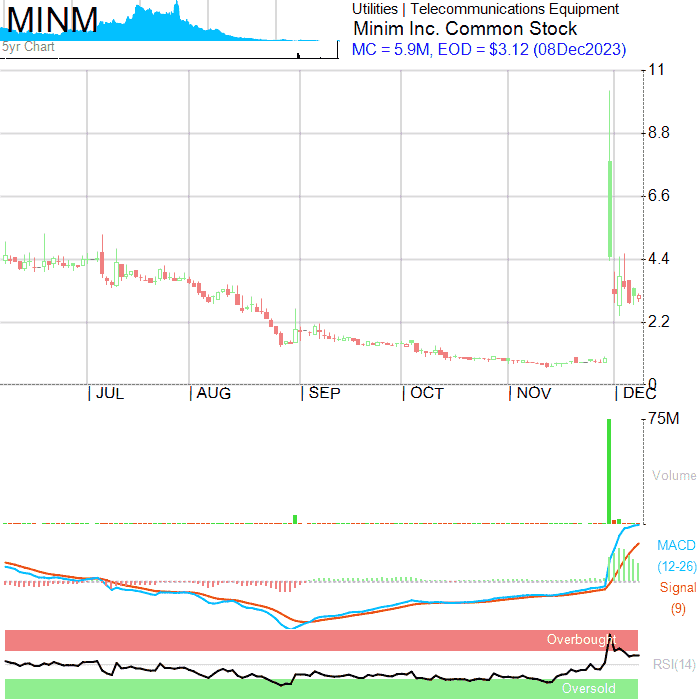 MINM
5yr Chart
Utilities | Telecommunications Equipment
Minim Inc. Common Stock
MC = 5.9M, EOD = $3.12 (08Dec2023)
11
8.8
6.6
4.4
2.2
0
| JUL | AUG | SEP | OCT | NOV | DEC
75M
Volume
MACD
(12-26)
Signal
(9)
Overbought
RSI(14)
Oversold